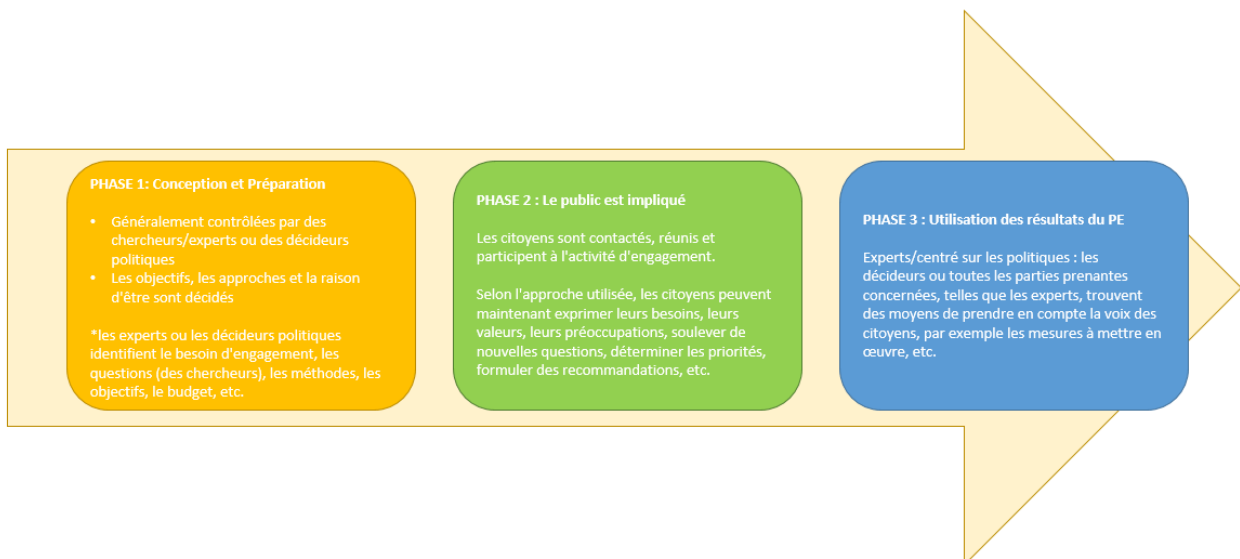 PHASE 1: Conception et Préparation
• Généralement contrôlées par des
chercheurs/experts ou des décideurs
politiques
• Les objectifs, les approches et la raison
d'être sont décidés
*les experts ou les décideurs politiques
identifient le besoin d'engagement, les
questions (des chercheurs), les méthodes, les
objectifs, le budget, etc.
PHASE 2 : Le public est impliqué
Les citoyens sont contactés, réunis et
participent à l'activité d'engagement.
Selon l'approche utilisée, les citoyens peuvent
maintenant exprimer leurs besoins, leurs
valeurs, leurs préoccupations, soulever de
nouvelles questions, déterminer les priorités,
formuler des recommandations, etc.
PHASE 3 : Utilisation des résultats du PE
Experts/centré sur les politiques : les
décideurs ou toutes les parties prenantes
concernées, telles que les experts, trouvent
des moyens de prendre en compte la voix des
citoyens, par exemple les mesures à mettre en
œuvre, etc.